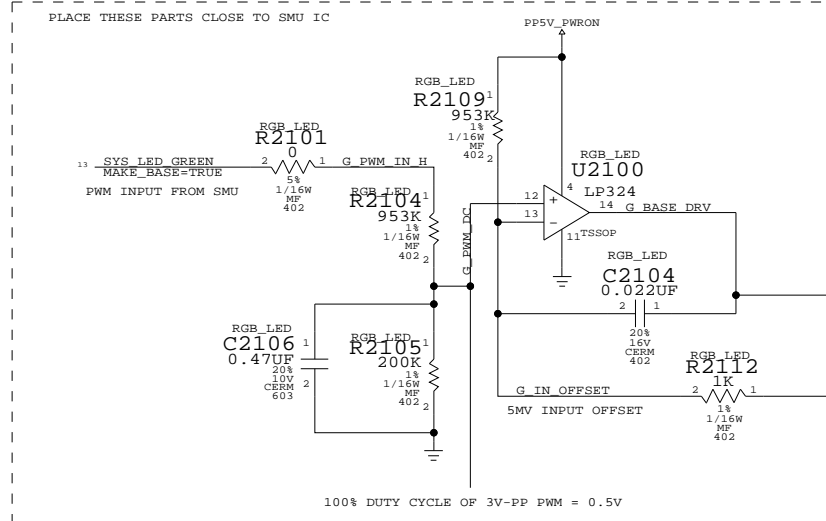 PLACE THESE PARTS CLOSE TO SMU IC
PP5V_PWRON
RGB_LED
R2109
1
953K
1%
1/16W
MF
402
2
RGB_LED
R2101
0
13
SYS_LED_GREEN
2
1
G_PWM_IN_H
MAKE_BASE=TRUE
PWM INPUT FROM SMU
5%
1/16W
MF
402
RGB_LED
U2100
4
LP324
12
+
13
-
14
G_BASE_DRV
11
TSSOP
RGB_LED
R2104
1
953K
1%
1/16W
MF
402
2
G_PWM_DC
RGB_LED
C2104
0.022UF
2
1
20%
16V
CERM
402
RGB_LED
C2106
1
0.47UF
20%
10V
CERM
603
2
RGB_LED
R2105
1
200K
1%
1/16W
MF
402
2
RGB_LED
R2112
1K
G_IN_OFFSET
2
1
5MV INPUT OFFSET
1%
1/16W
MF
402
100% DUTY CYCLE OF 3V-PP PWM = 0.5V